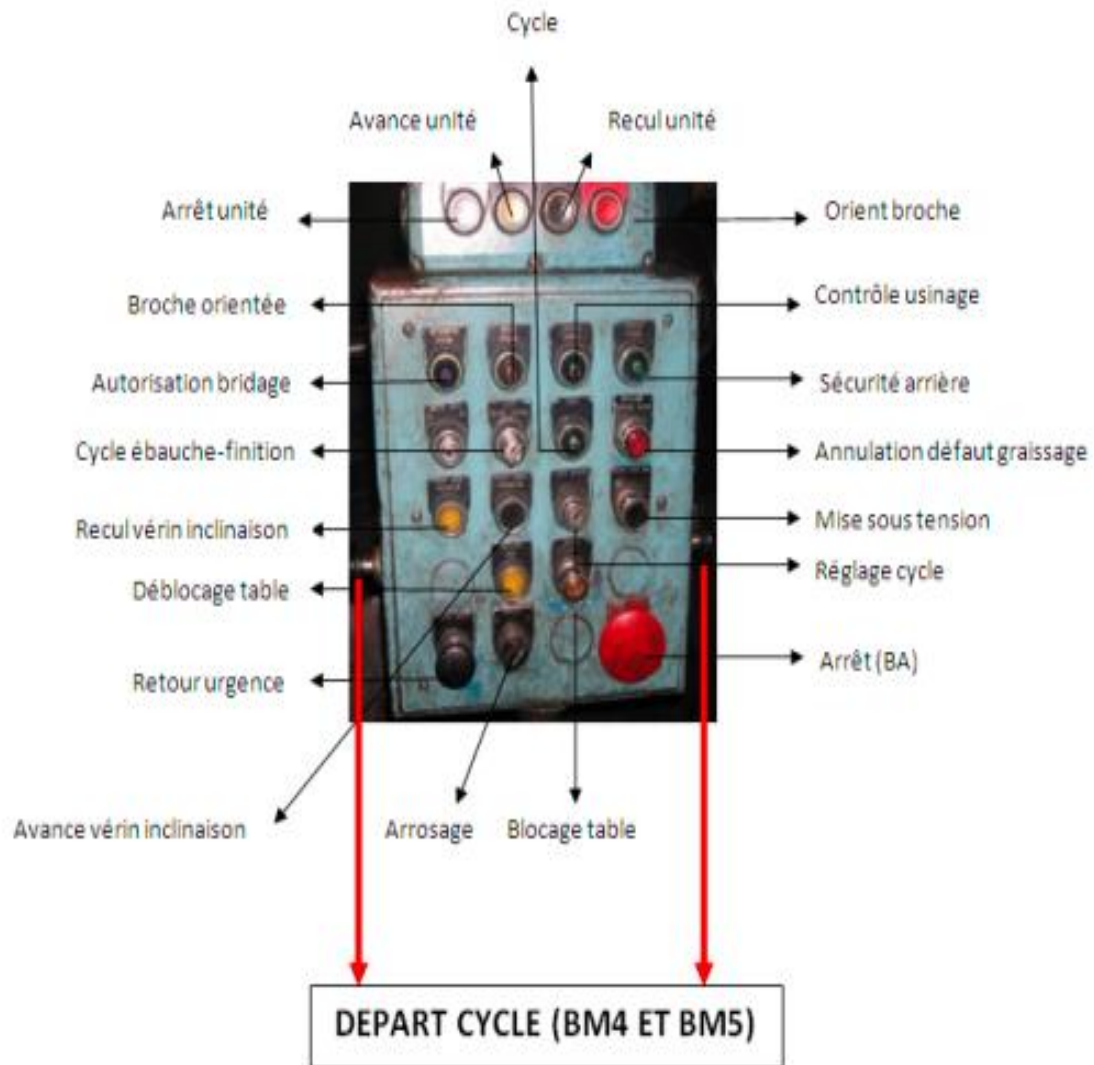 Cycle
Avance unité
Recul unité
Arrêt unité
Orient broche
Broche orientée
Contrôle usinage
Autorisation bridage
Sécurité arrière
Cycle ébauche-finition
Annulation défaut graissage
Recul vérin inclinaison
Mise sous tension
Déblocage table
Réglage cycle
Retour urgence
Arrêt (BA)
Avance vérin inclinaison
Arrosage
Blocage table
DEPART CYCLE (BM4 ET BM5)